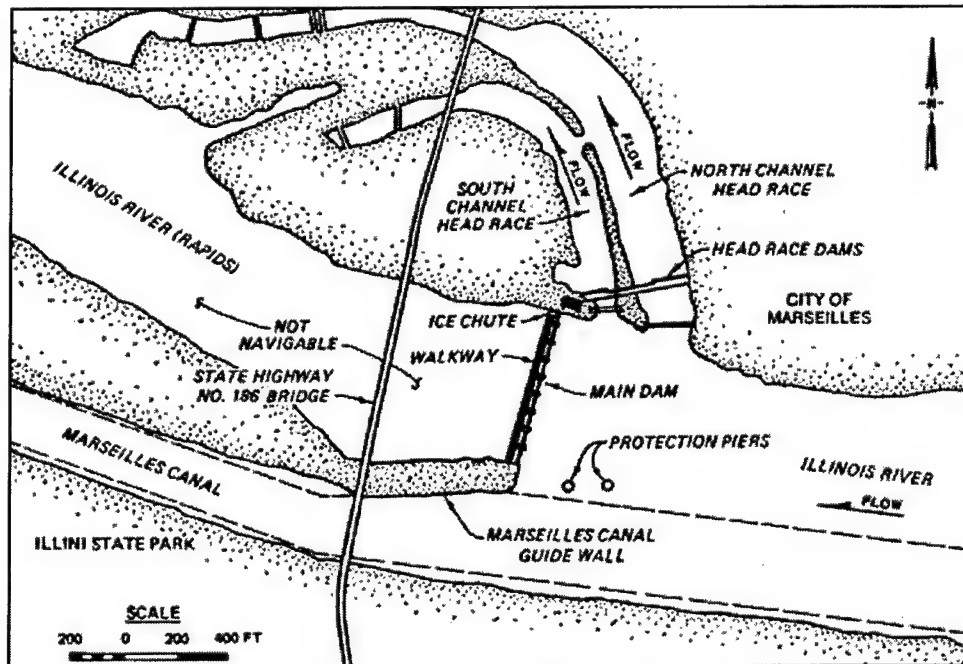 N
FLOW
FLOW
NORTH CHANNEL
HEAD RACE
SOUTH
CHANNEL
HEAD RACE
ILLINOIS RIVER (RAPIDS)
HEAD RACE DAMS
CITY OF
MARSEILLES
ICE CHUTE
NOT
NAVIGABLE
WALKWAY
STATE HIGHWAY
NO. 186 BRIDGE
MAIN DAM
PROTECTION PIERS
MARSEILLES CANAL
ILLINOIS RIVER
FLOW
ILLINI STATE PARK
MARSEILLES CANAL
GUIDE WALL
SCALE
200 0 200 400 FT